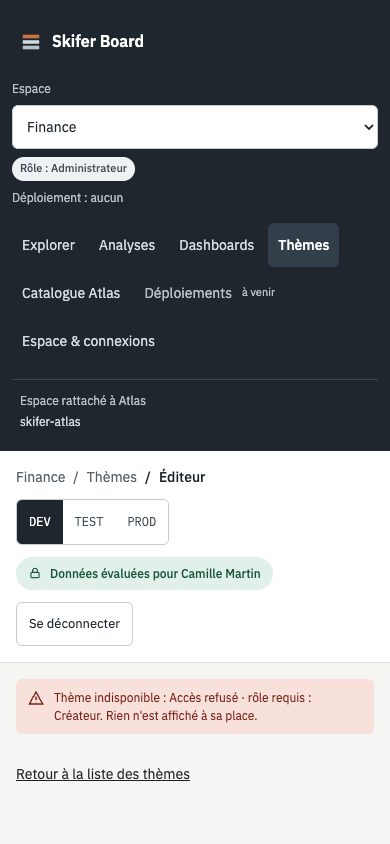 Skifer Board
Espace
Finance
Rôle : Administrateur
Déploiement : aucun
Explorer Analyses Dashboards Thèmes
Catalogue Atlas Déploiements à venir
Espace & connexions
Espace rattaché à Atlas
skifer-atlas
Finance / Thèmes / Éditeur
DEV TEST PROD
Données évaluées pour Camille Martin
Se déconnecter
Thème indisponible : Accès refusé · rôle requis :
Créateur. Rien n'est affiché à sa place.
Retour à la liste des thèmes